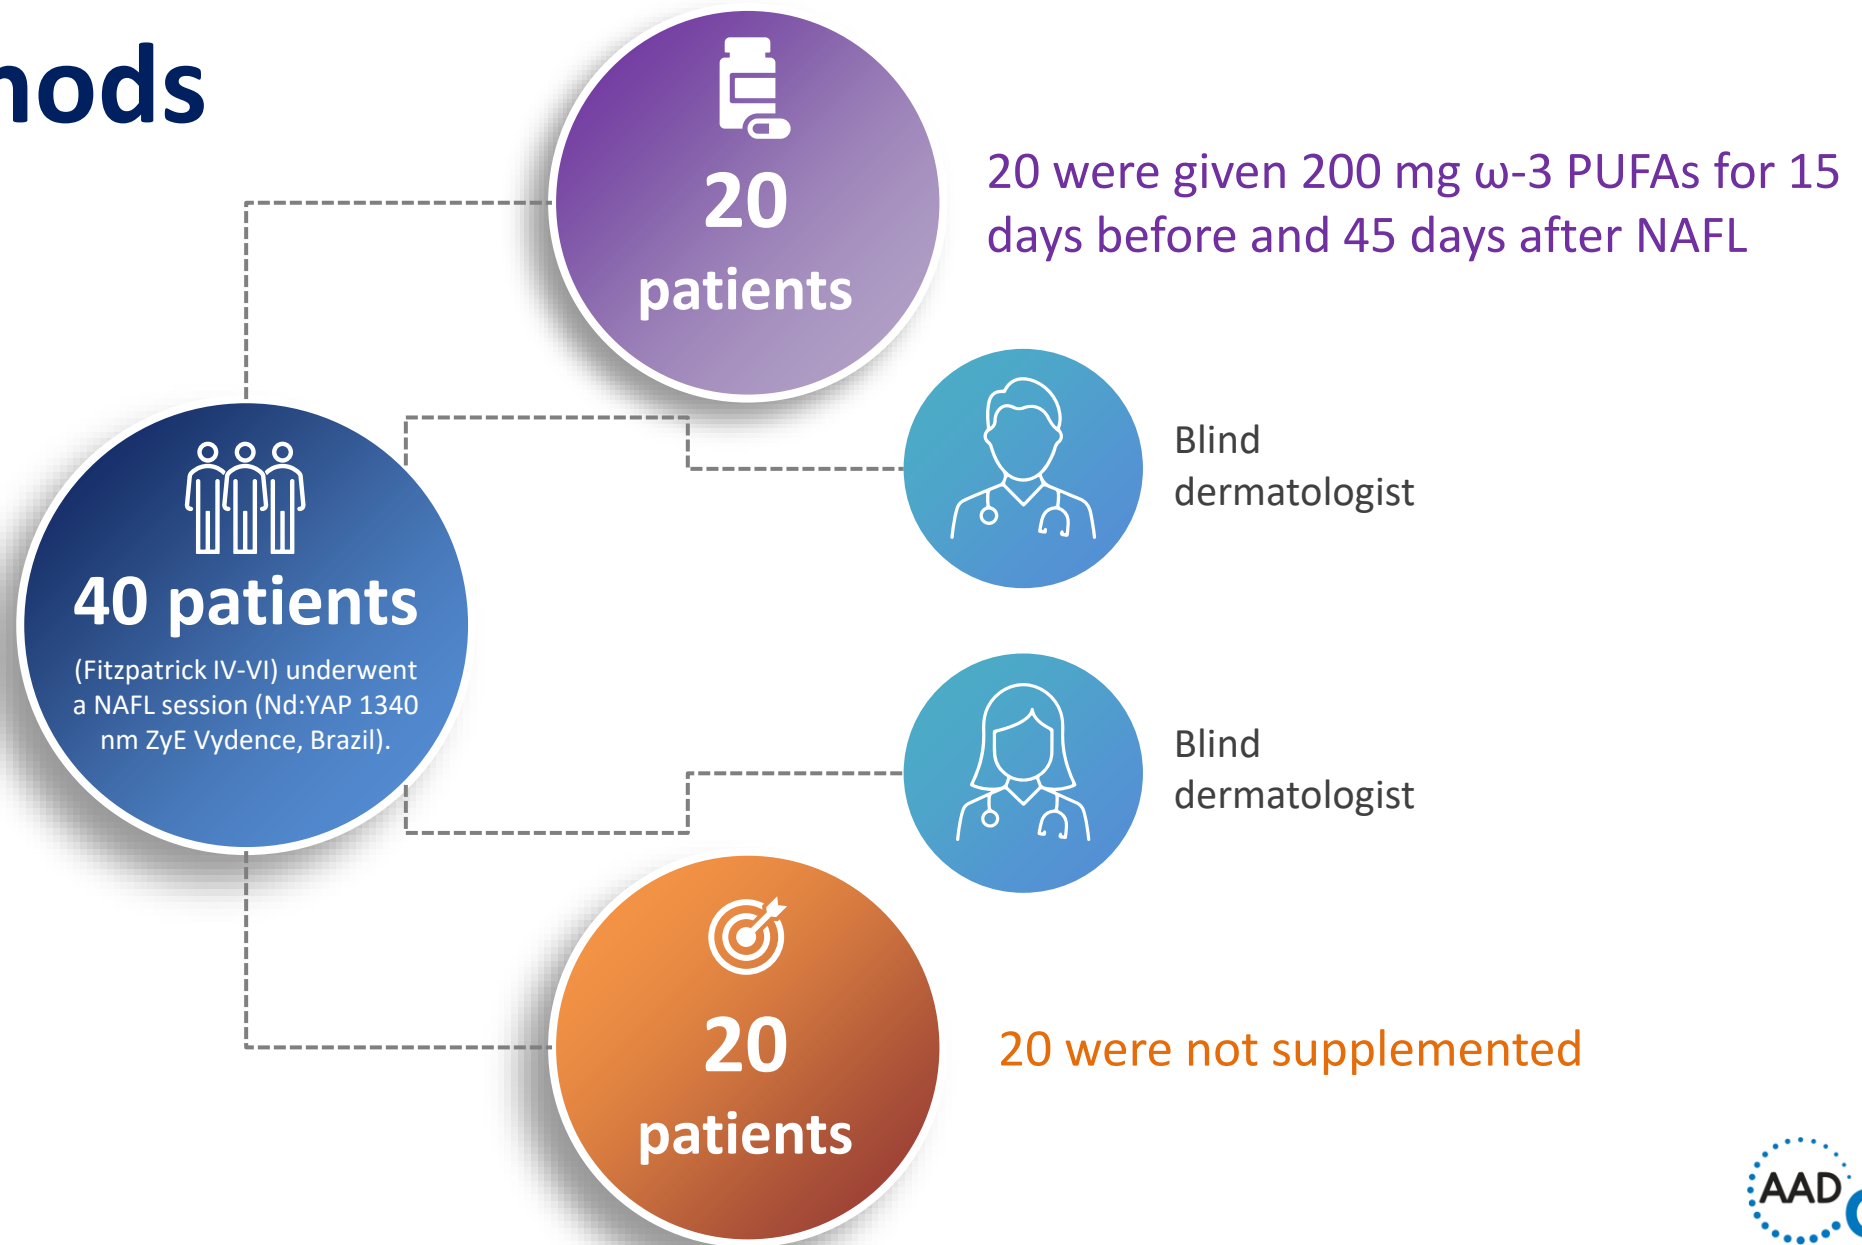 hods
20
patients
20 were given 200 mg ω-3 PUFAs for 15
days before and 45 days after NAFL
Blind
dermatologist
40 patients
(Fitzpatrick IV-VI) underwent
a NAFL session (Nd:YAP 1340
nm ZyE Vydence, Brazil).
Blind
dermatologist
20
patients
20 were not supplemented
AAD